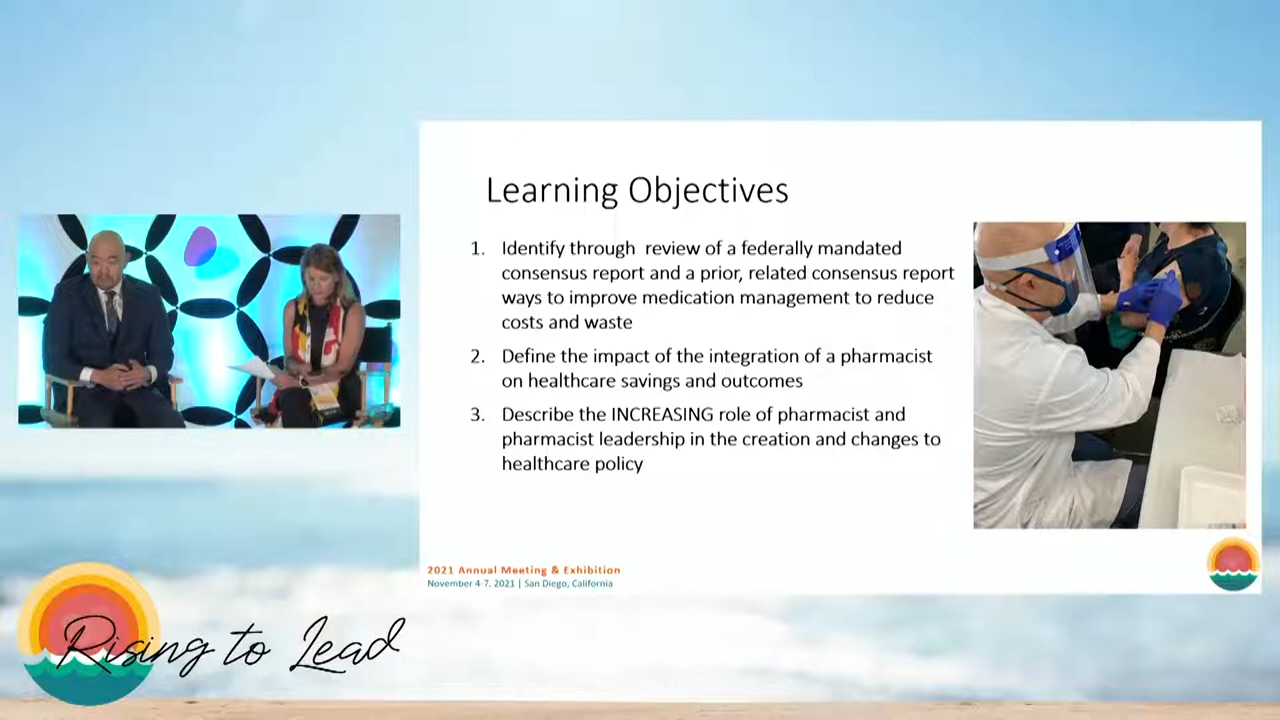 Learning Objectives
1. Identify through review of a federally mandated
consensus report and a prior, related consensus report
ways to improve medication management to reduce
costs and waste
2. Define the impact of the integration of a pharmacist
on healthcare savings and outcomes
3. Describe the INCREASING role of pharmacist and
pharmacist leadership in the creation and changes to
healthcare policy
2021 Annual Meeting & Exhibition
November 4-7, 2021 | San Diego, California
Rising to Lead